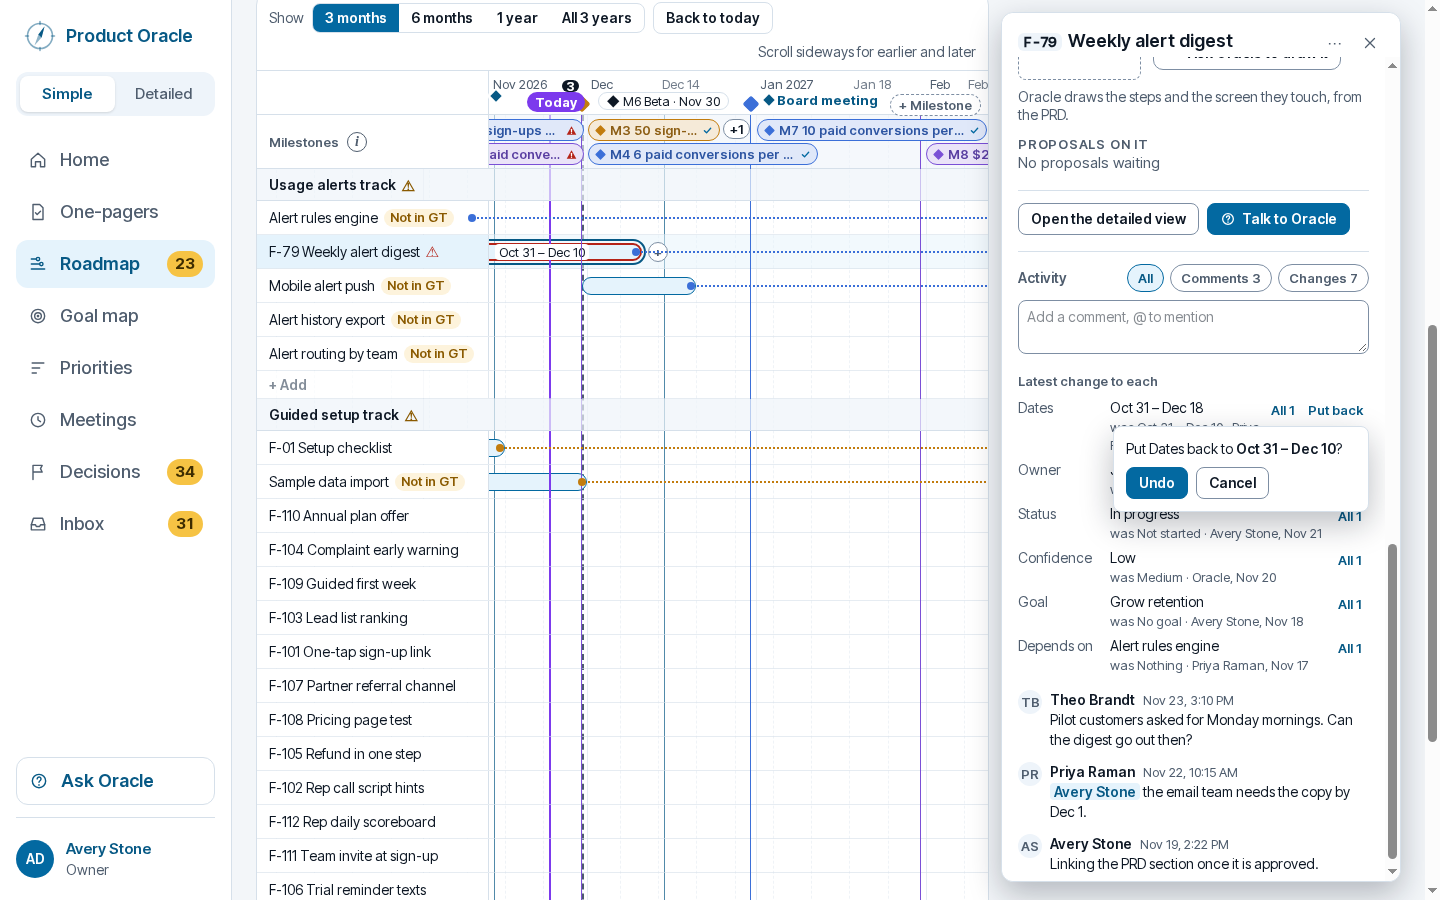 Product Oracle
Simple
Detailed
Home
One-pagers
Roadmap 23
Goal map
Priorities
Meetings
Decisions 34
Inbox 31
Ask Oracle
AD
Avery Stone
Owner
Show
3 months
6 months
1 year
All 3 years
Back to today
Scroll sideways for earlier and later
Nov 2026
3
Dec
Dec 14
Jan 2027
Jan 18
Feb
Feb
Today
M6 Beta · Nov 30
Board meeting
+ Milestone
Milestones i
sign-ups ...
M3 50 sign-...
+1
M7 10 paid conversions per...
aid conve...
M4 6 paid conversions per ...
M8 $2
Usage alerts track
Alert rules engine Not in GT
F-79 Weekly alert digest
Oct 31 – Dec 10
Mobile alert push Not in GT
Alert history export Not in GT
Alert routing by team Not in GT
+ Add
Guided setup track
F-01 Setup checklist
Sample data import Not in GT
F-110 Annual plan offer
F-104 Complaint early warning
F-109 Guided first week
F-103 Lead list ranking
F-101 One-tap sign-up link
F-107 Partner referral channel
F-108 Pricing page test
F-105 Refund in one step
F-102 Rep call script hints
F-112 Rep daily scoreboard
F-111 Team invite at sign-up
F-106 Trial reminder texts
F-79 Weekly alert digest
Oracle draws the steps and the screen they touch, from
the PRD.
PROPOSALS ON IT
No proposals waiting
Open the detailed view
Talk to Oracle
Activity
All
Comments 3
Changes 7
Add a comment, @ to mention
Latest change to each
Dates
Oct 31 – Dec 18
All 1
Put back
Put Dates back to Oct 31 – Dec 10?
Undo
Cancel
Owner
Status
In progress
All 1
was Not started · Avery Stone, Nov 21
Confidence
Low
All 1
was Medium · Oracle, Nov 20
Goal
Grow retention
All 1
was No goal · Avery Stone, Nov 18
Depends on
Alert rules engine
All 1
was Nothing · Priya Raman, Nov 17
TB
Theo Brandt Nov 23, 3:10 PM
Pilot customers asked for Monday mornings. Can
the digest go out then?
PR
Priya Raman Nov 22, 10:15 AM
Avery Stone the email team needs the copy by
Dec 1.
AS
Avery Stone Nov 19, 2:22 PM
Linking the PRD section once it is approved.